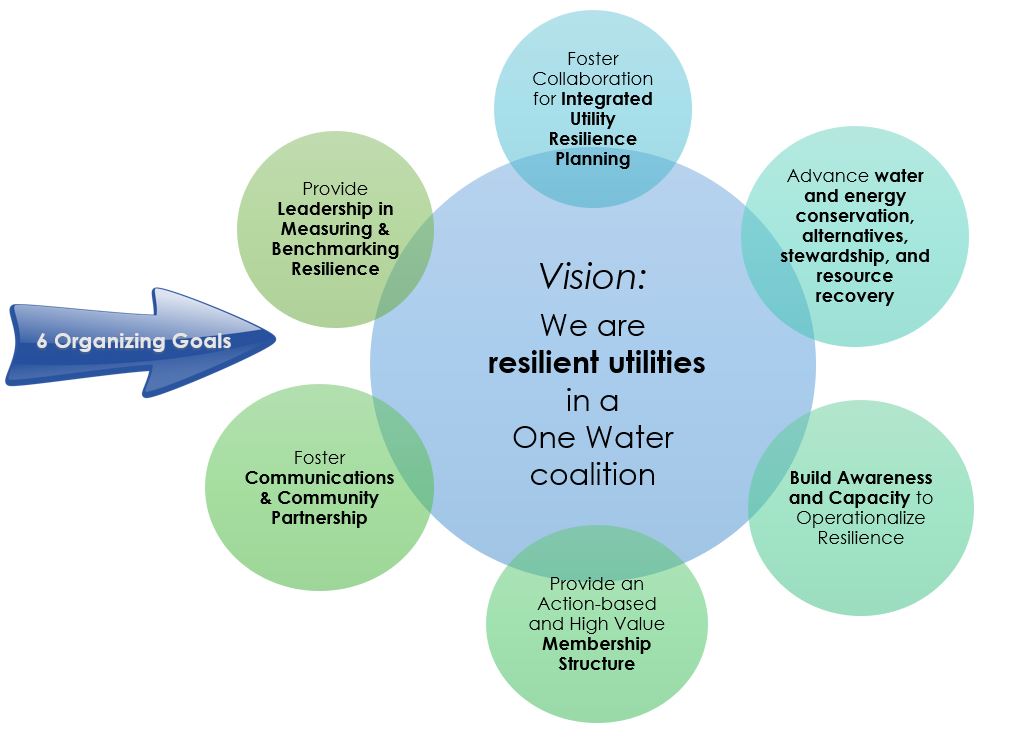 Foster
Collaboration
for Integrated
Utility
Resilience
Planning
Advance water
and energy
conservation,
alternatives,
stewardship, and
resource
recovery
Build Awareness
and Capacity to
Operationalize
Resilience
Provide an
Action-based
and High Value
Membership
Structure
Foster
Communications
& Community
Partnership
Provide
Leadership in
Measuring &
Benchmarking
Resilience
6 Organizing Goals
Vision:
We are
resilient utilities
in a
One Water
coalition